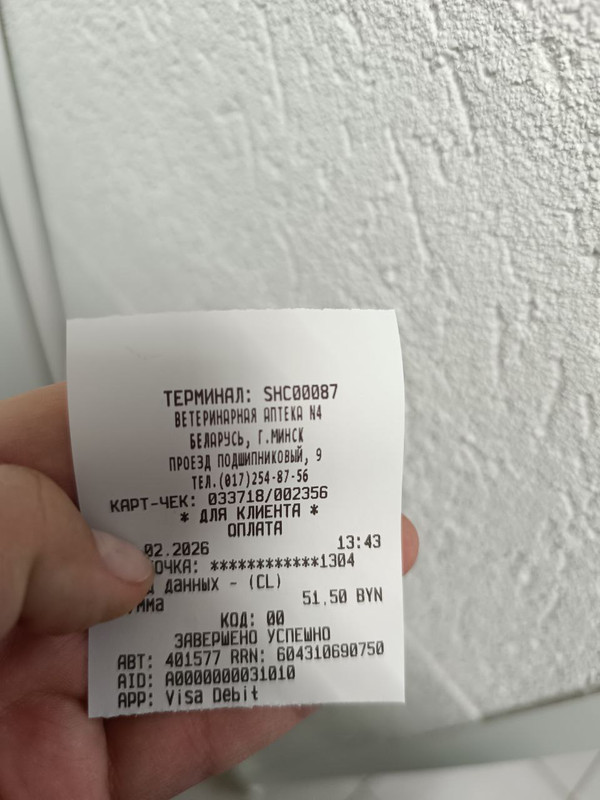 ТЕРМИНАЛ: SHC00087
ВЕТЕРИНАРНАЯ АПТЕКА N4
БЕЛАРУСЬ, Г.МИНСК
ПРОЕЗД ПОДШИПНИКОВЫЙ, 9
ТЕЛ.(017)254-87-56
КАРТ-ЧЕК: 033718/002356
* ДЛЯ КЛИЕНТА *
ОПЛАТА
02.2026 13:43
ОЧКА: ************1304
данных - (CL)
мма 51,50 BYN
КОД: 00
ЗАВЕРШЕНО УСПЕШНО
АВТ: 401577 RRN: 604310690750
AID: A0000000031010
APP: Visa Debit